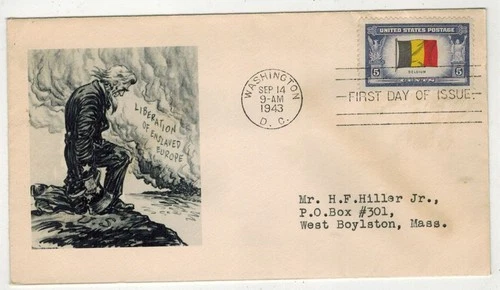 UNITED STATES POSTAGE
5 BELGIUM 5
CENTS
WASHINGTON
SEP 14
9-AM
1943
D. C.
FIRST DAY OF ISSUE
LIBERATION
OF ENSLAVED
EUROPE
Mr. H.F.Hiller Jr.,
P.O.Box #301,
West Boylston, Mass.